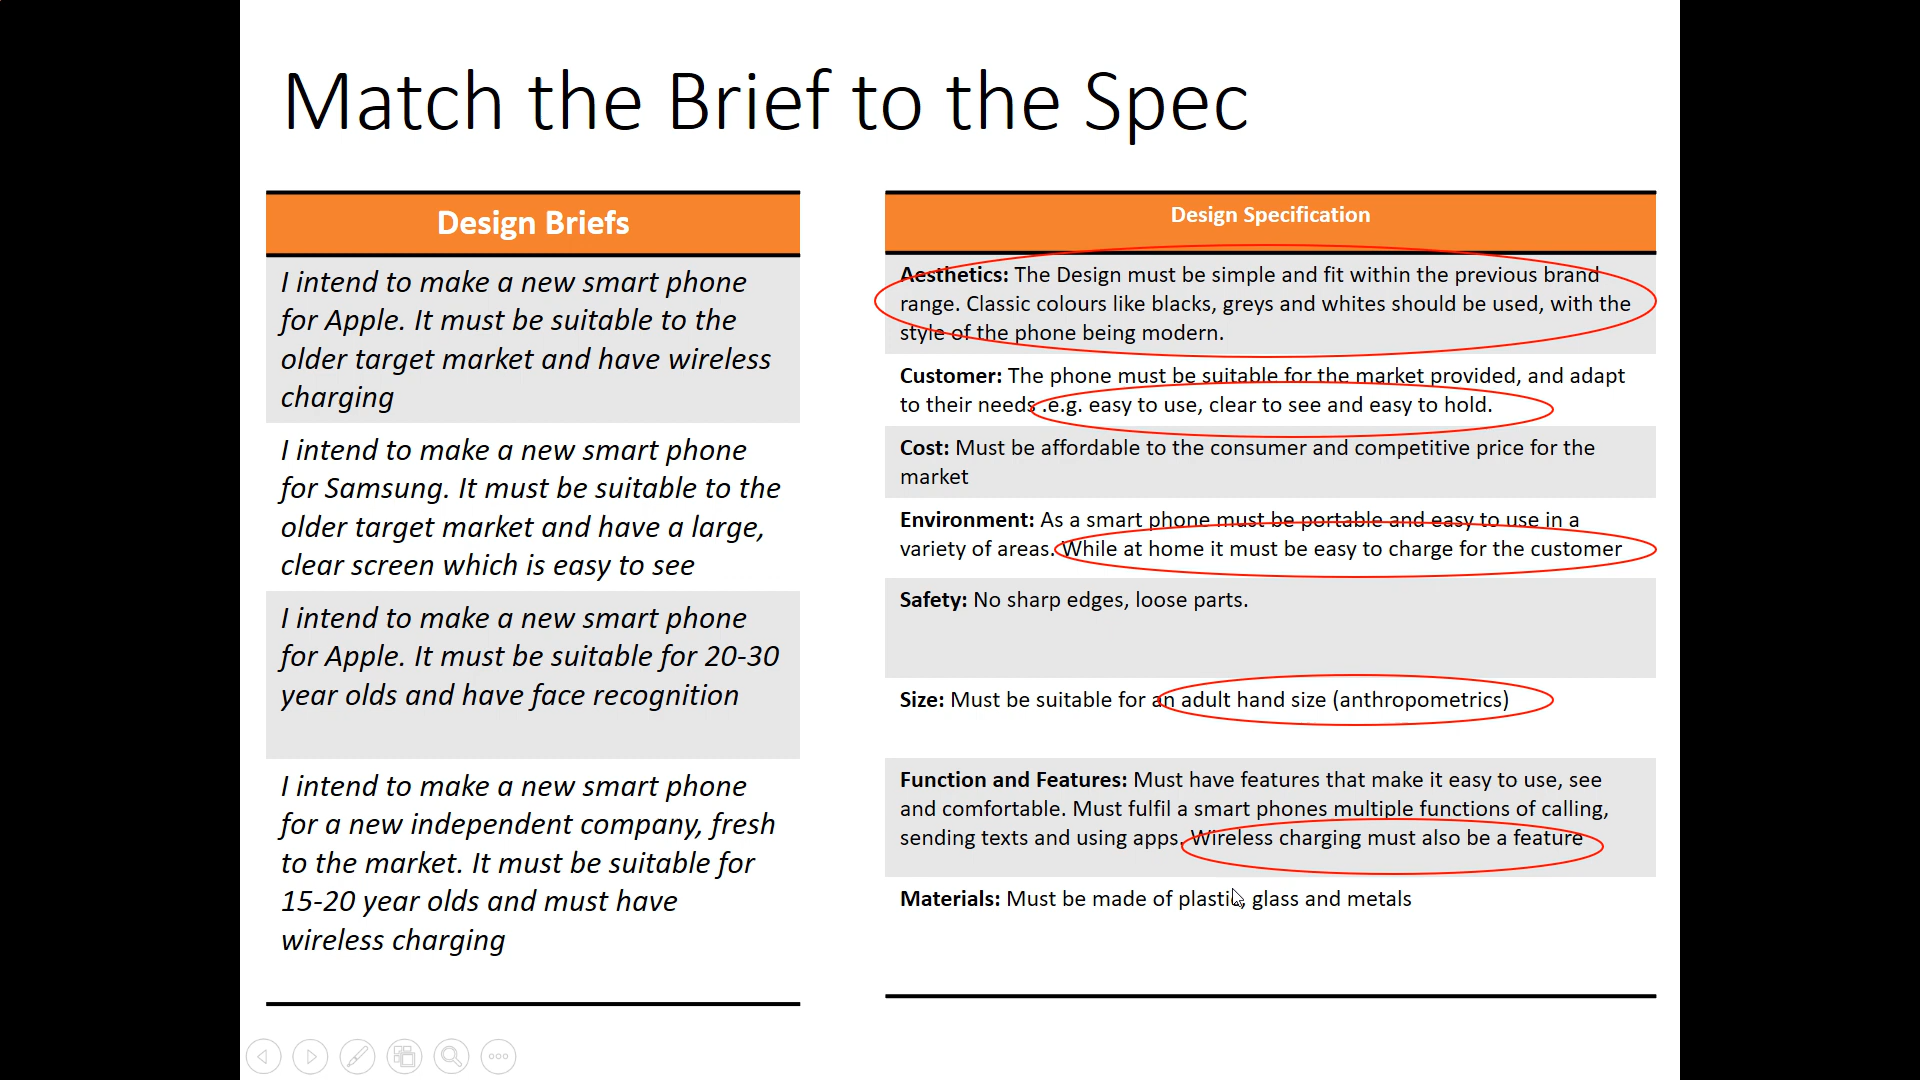 Match the Brief to the Spec
Design Briefs
I intend to make a new smart phone
for Apple. It must be suitable to the
older target market and have wireless
charging
I intend to make a new smart phone
for Samsung. It must be suitable to the
older target market and have a large,
clear screen which is easy to see
I intend to make a new smart phone
for Apple. It must be suitable for 20-30
year olds and have face recognition
I intend to make a new smart phone
for a new independent company, fresh
to the market. It must be suitable for
15-20 year olds and must have
wireless charging
Design Specification
Aesthetics: The Design must be simple and fit within the previous brand
range. Classic colours like blacks, greys and whites should be used, with the
style of the phone being modern.
Customer: The phone must be suitable for the market provided, and adapt
to their needs .e.g. easy to use, clear to see and easy to hold.
Cost: Must be affordable to the consumer and competitive price for the
market
Environment: As a smart phone must be portable and easy to use in a
variety of areas. While at home it must be easy to charge for the customer
Safety: No sharp edges, loose parts.
Size: Must be suitable for an adult hand size (anthropometrics)
Function and Features: Must have features that make it easy to use, see
and comfortable. Must fulfil a smart phones multiple functions of calling,
sending texts and using apps. Wireless charging must also be a feature
Materials: Must be made of plastic, glass and metals